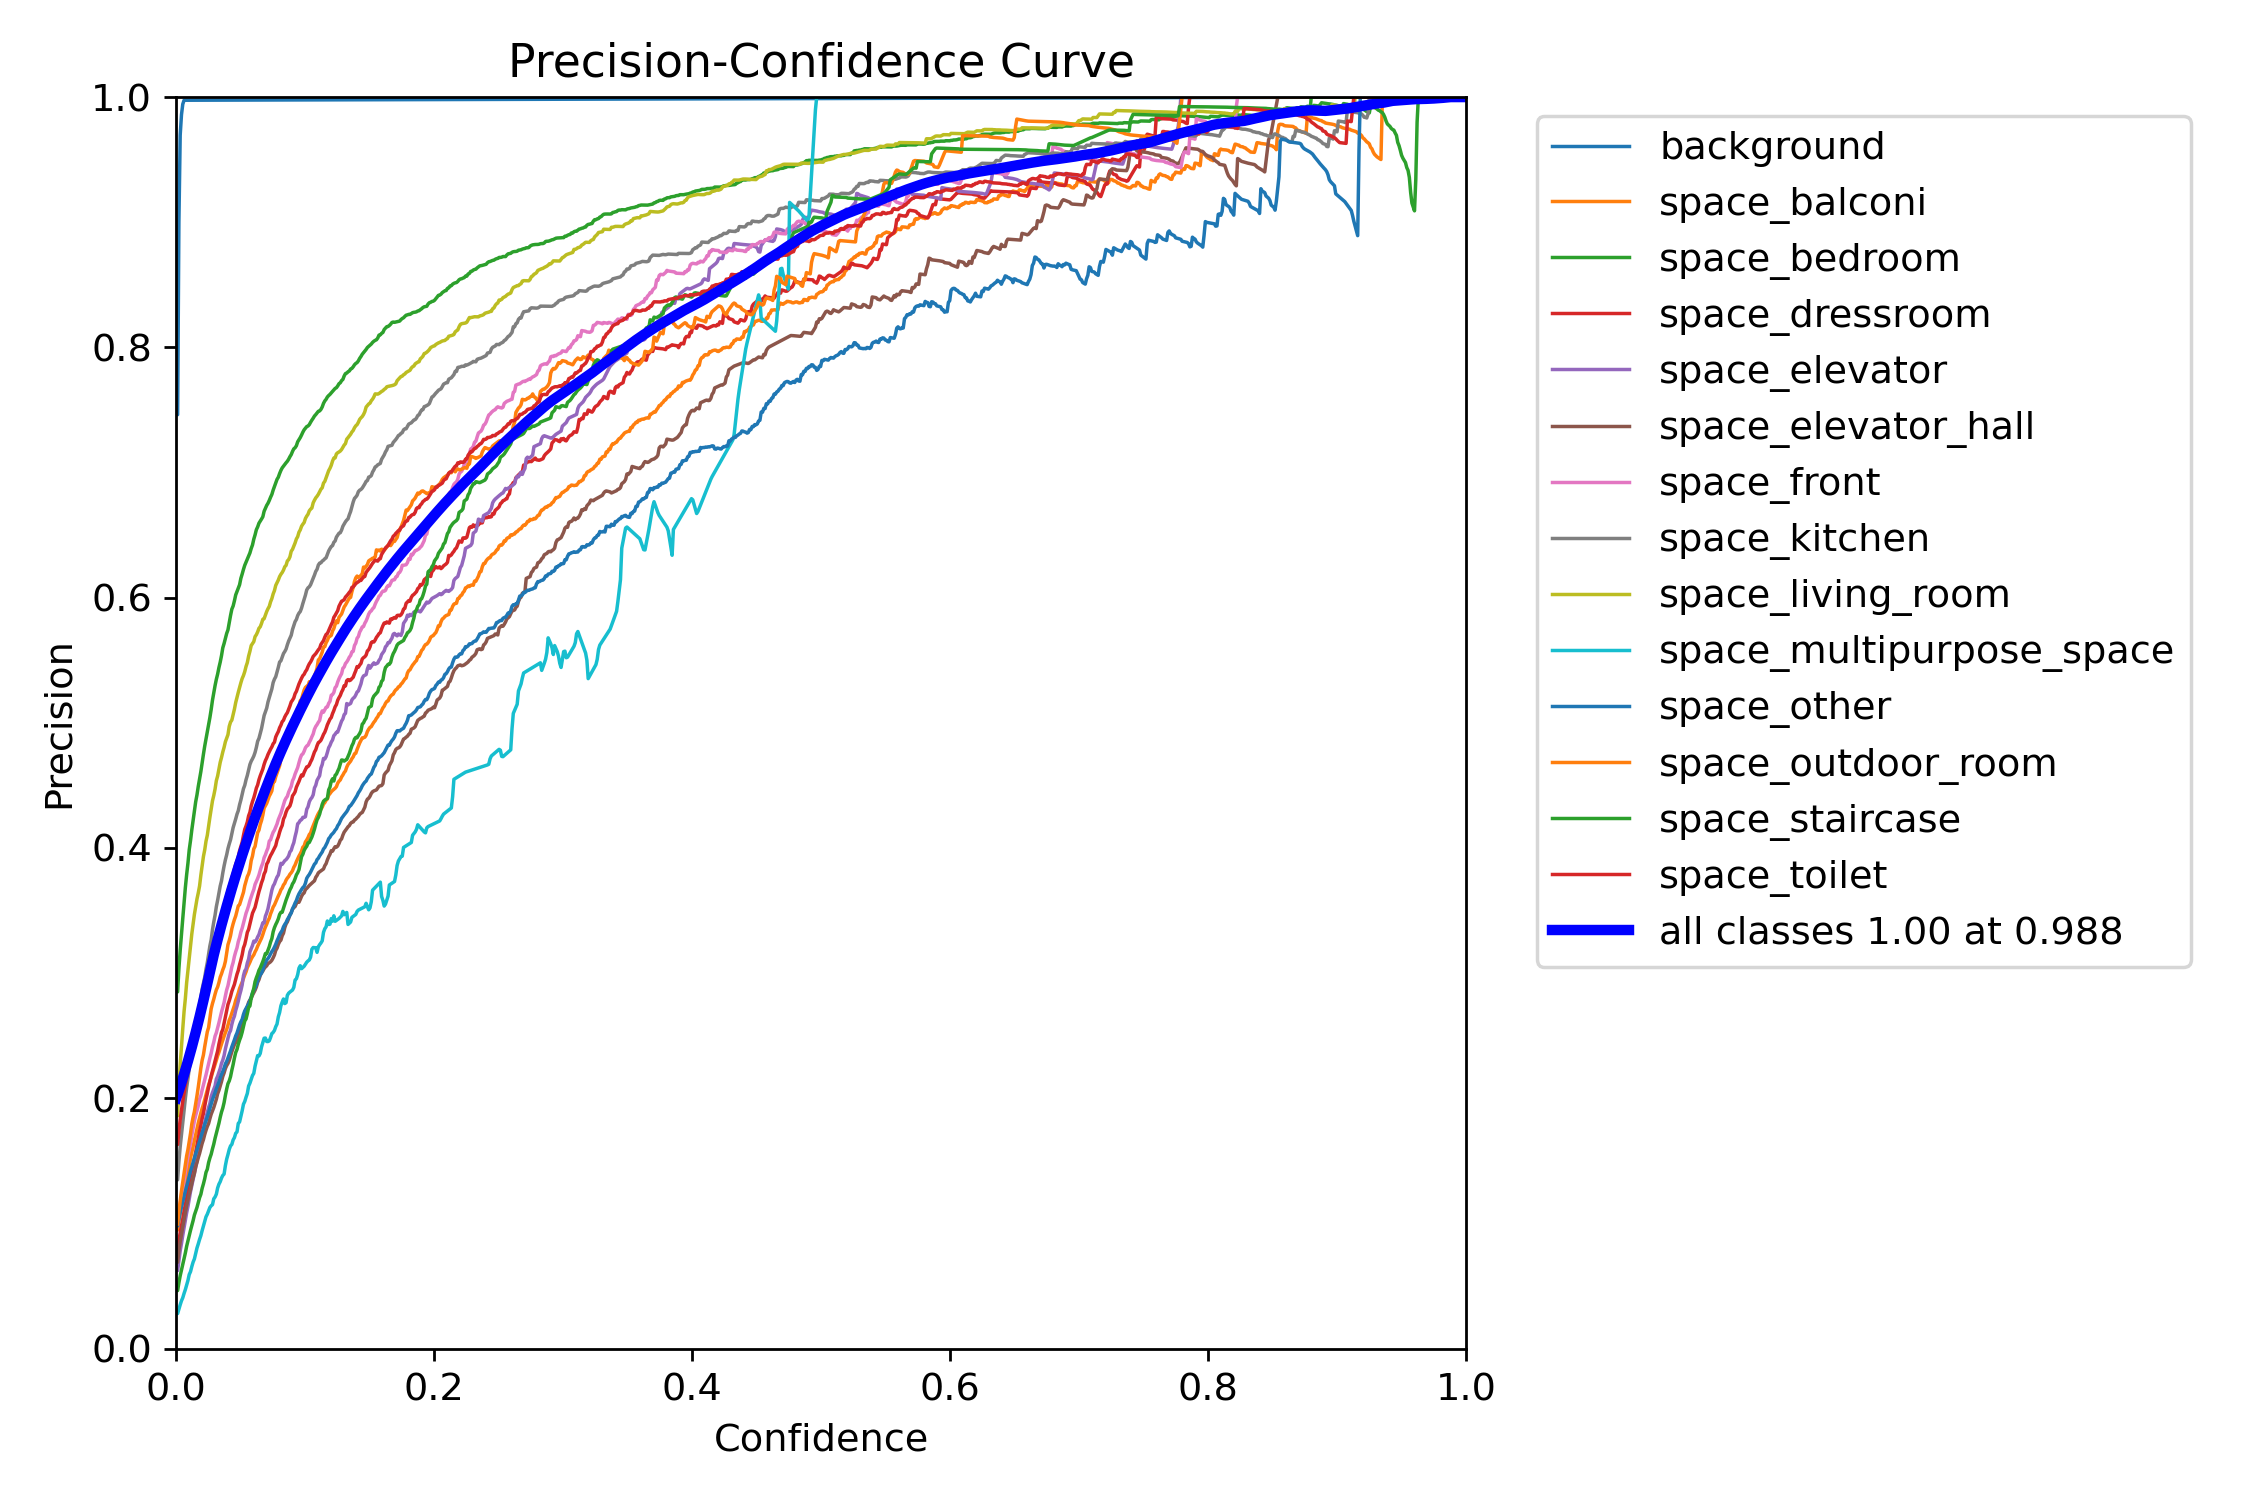 Precision-Confidence Curve
1.0
0.8
0.6
0.4
0.2
0.0
Precision
0.0 0.2 0.4 0.6 0.8 1.0
Confidence
background
space_balconi
space_bedroom
space_dressroom
space_elevator
space_elevator_hall
space_front
space_kitchen
space_living_room
space_multipurpose_space
space_other
space_outdoor_room
space_staircase
space_toilet
all classes 1.00 at 0.988